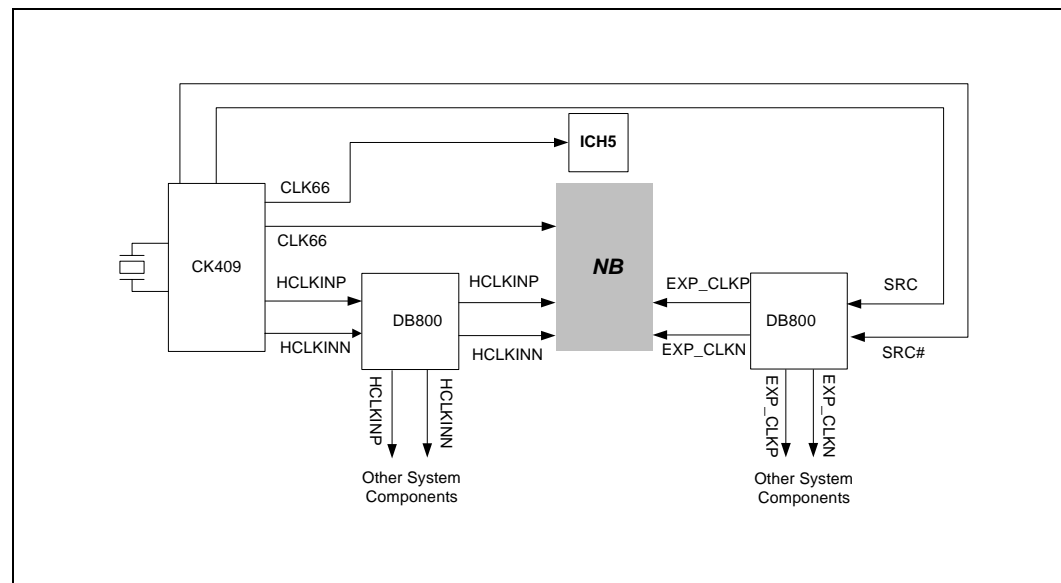 ICH5
CLK66
CLK66
CK409
NB
HCLKINP
HCLKINP
EXP_CLKP
SRC
DB800
DB800
HCLKINN
HCLKINN
EXP_CLKN
SRC#
HCLKINP
HCLKINN
EXP_CLKP
EXP_CLKN
Other System
Components
Other System
Components